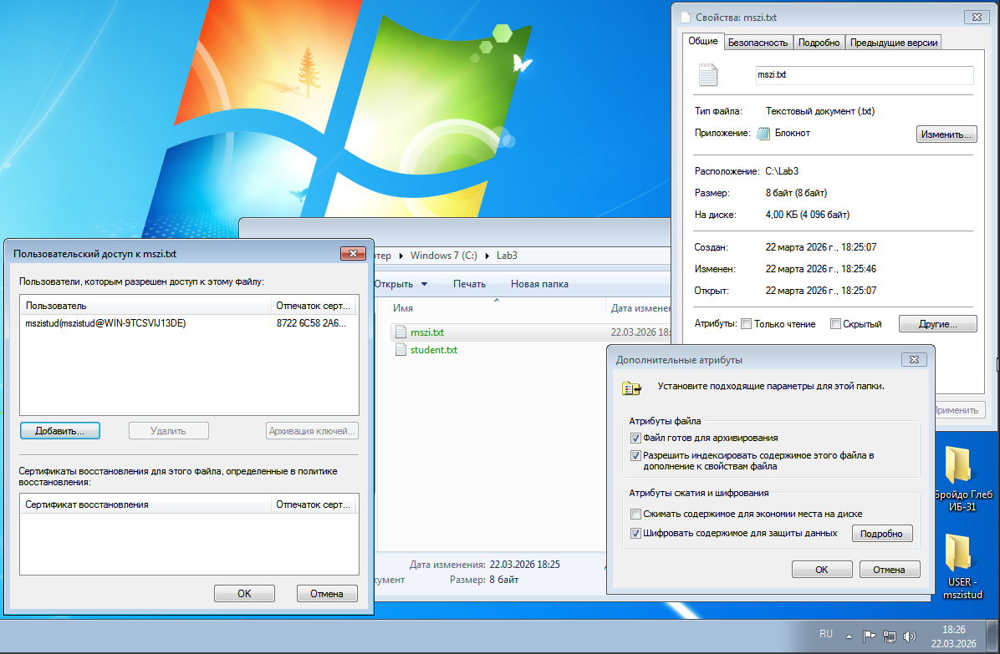 Свойства: mszi.txt
Общие
Безопасность
Подробно
Предыдущие версии
mszi.txt
Тип файла: Текстовый документ (.txt)
Приложение: Блокнот
Изменить...
Расположение: C:\Lab3
Размер: 8 байт (8 байт)
На диске: 4,00 КБ (4 096 байт)
Создан: 22 марта 2026 г., 18:25:07
Изменен: 22 марта 2026 г., 18:25:46
Открыт: 22 марта 2026 г., 18:25:07
Атрибуты: Только чтение Скрытый Другие...
Пользовательский доступ к mszi.txt
Пользователи, которым разрешен доступ к этому файлу:
Пользователь Отпечаток серт...
mszistud(mszistud@WIN-9TCSVIJ13DE) 8722 6C58 2A6...
Добавить... Удалить Архивация ключей...
Сертификаты восстановления для этого файла, определенные в политике
восстановления:
Сертификат восстановления Отпечаток серт...
ОК Отмена
Windows 7 (C:) Lab3
Открыть Печать Новая папка
Имя Дата изменен
mszi.txt 22.03.2026 18:
student.txt
Дата изменения: 22.03.2026 18:25
Размер: 8 байт
Дополнительные атрибуты
Установите подходящие параметры для этой папки.
Атрибуты файла
Файл готов для архивирования
Разрешить индексировать содержимое этого файла в
дополнение к свойствам файла
Атрибуты сжатия и шифрования
Сжимать содержимое для экономии места на диске
Шифровать содержимое для защиты данных Подробно
ОК Отмена
рименить
Бройдо Глеб
ИБ-31
USER -
mszistud
RU
18:26
22.03.2026